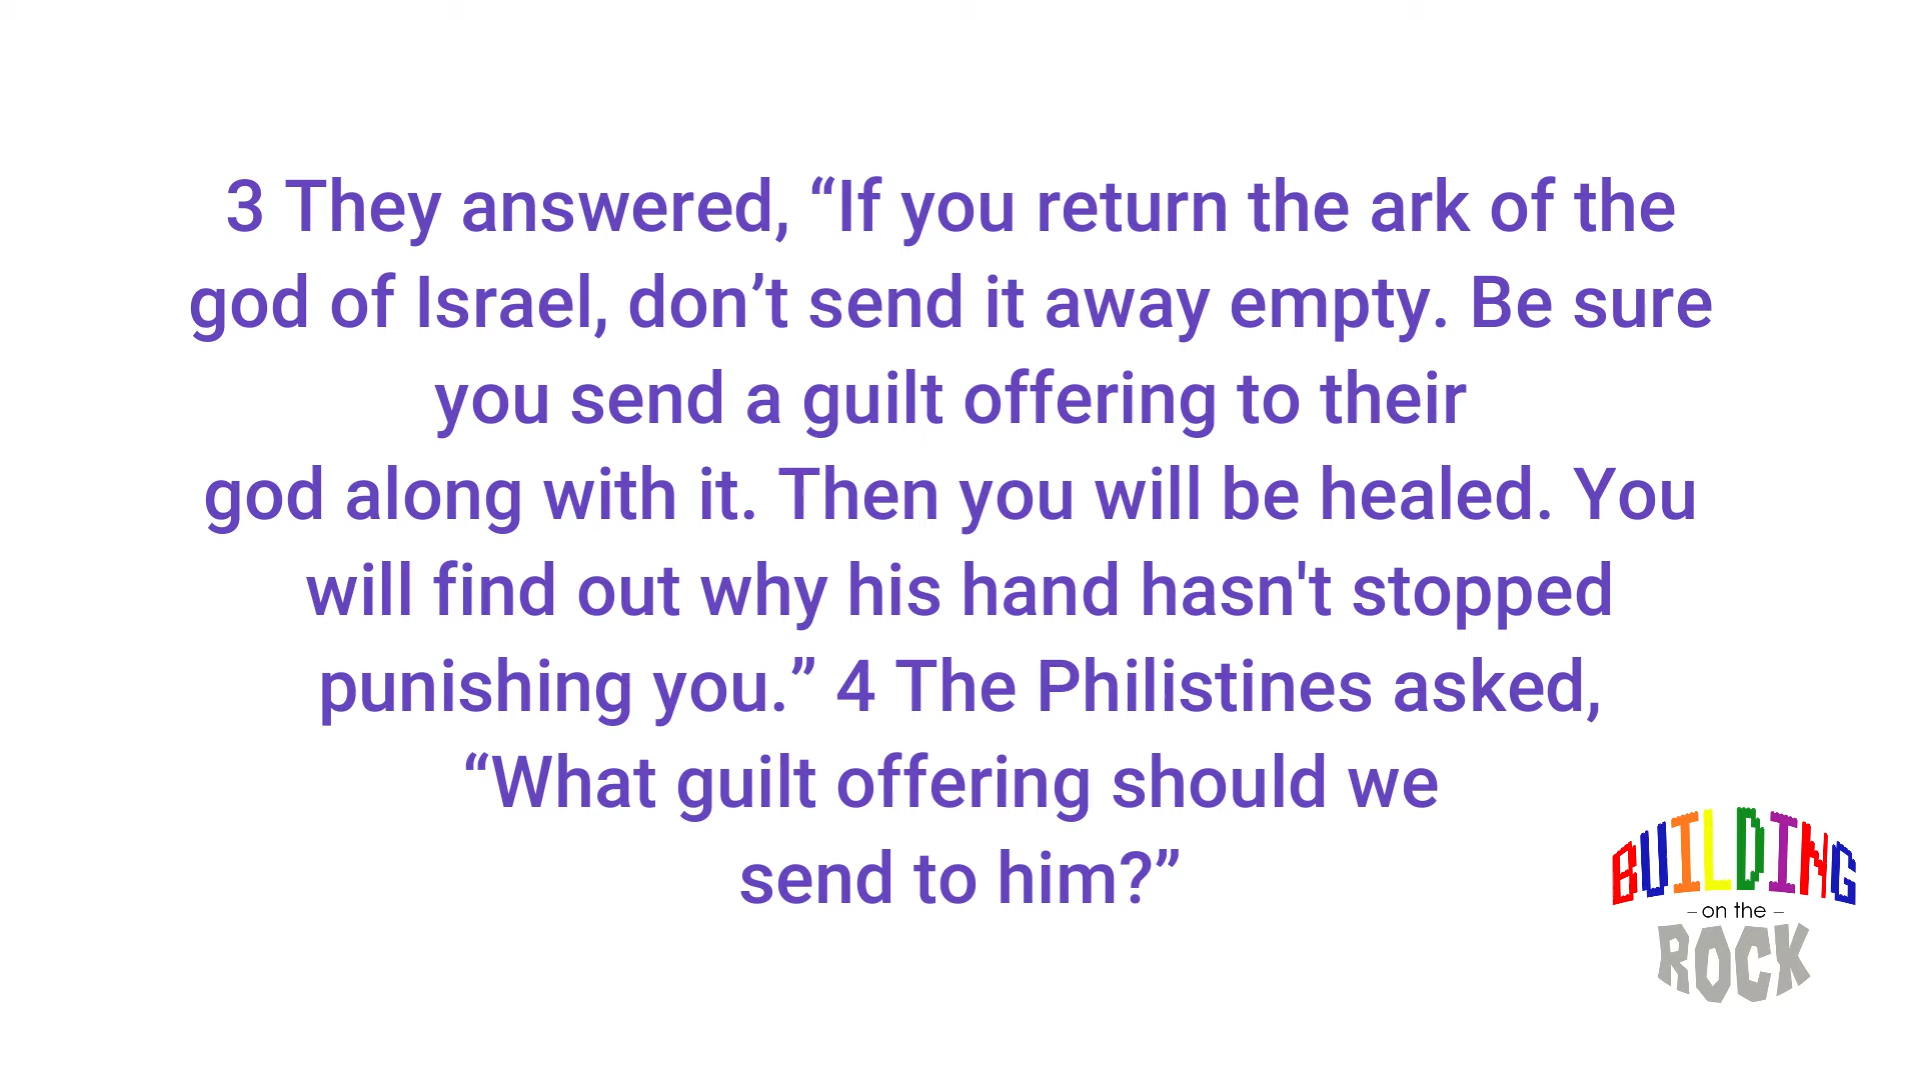 3 They answered, “If you return the ark of the
god of Israel, don’t send it away empty. Be sure
you send a guilt offering to their
god along with it. Then you will be healed. You
will find out why his hand hasn't stopped
punishing you.” 4 The Philistines asked,
“What guilt offering should we
send to him?”
BUILDING
– on the –
ROCK